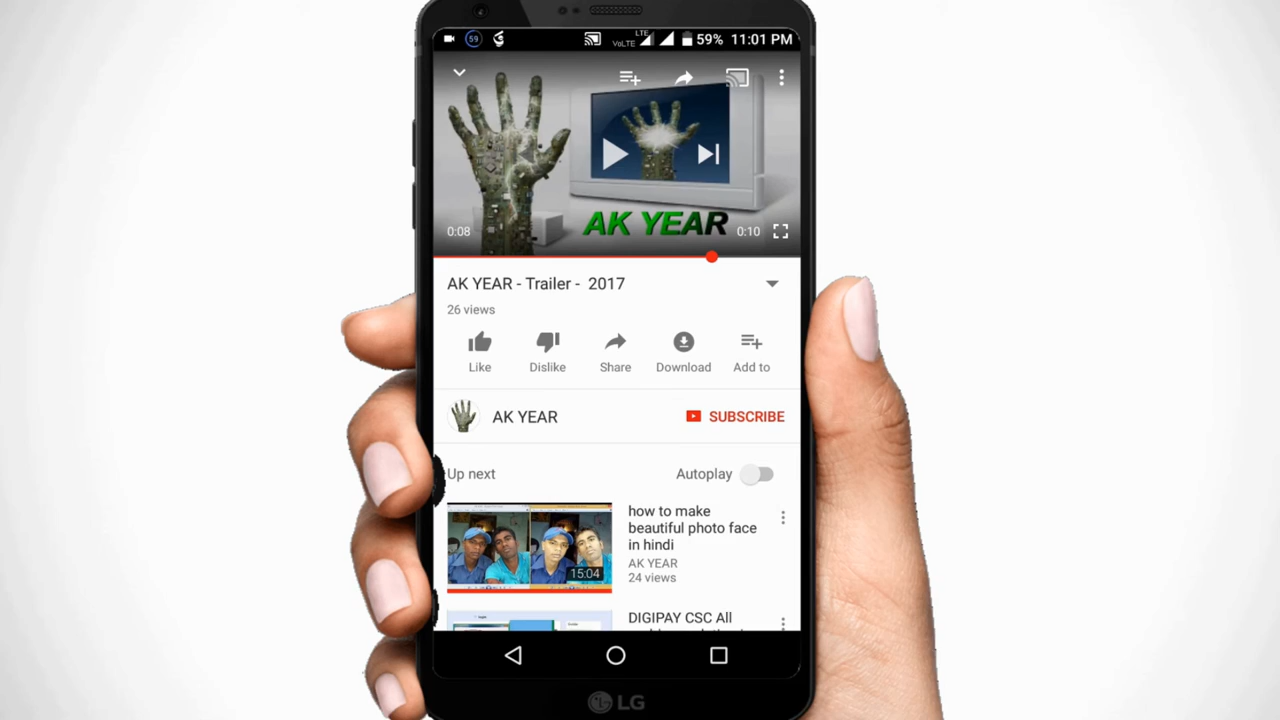 59 LTE VoLTE 59% 11:01 PM
AK YEAR
0:08 0:10
AK YEAR - Trailer - 2017
26 views
Like Dislike Share Download Add to
AK YEAR SUBSCRIBE
Up next Autoplay
how to make
beautiful photo face
in hindi
AK YEAR
24 views
15:04
DIGIPAY CSC All
LG